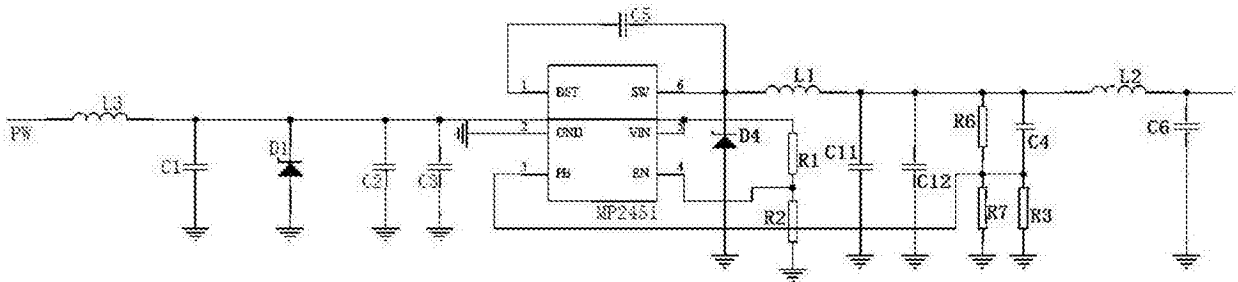 C5
1 BST SW 6
L3 L1 L2
PW
2 GND VIN 5
C1 D1 C2 C3 D4 R1 C11 C12 R6 C4 C6
3 FB EN 4
MP2451 R2 R7 R3